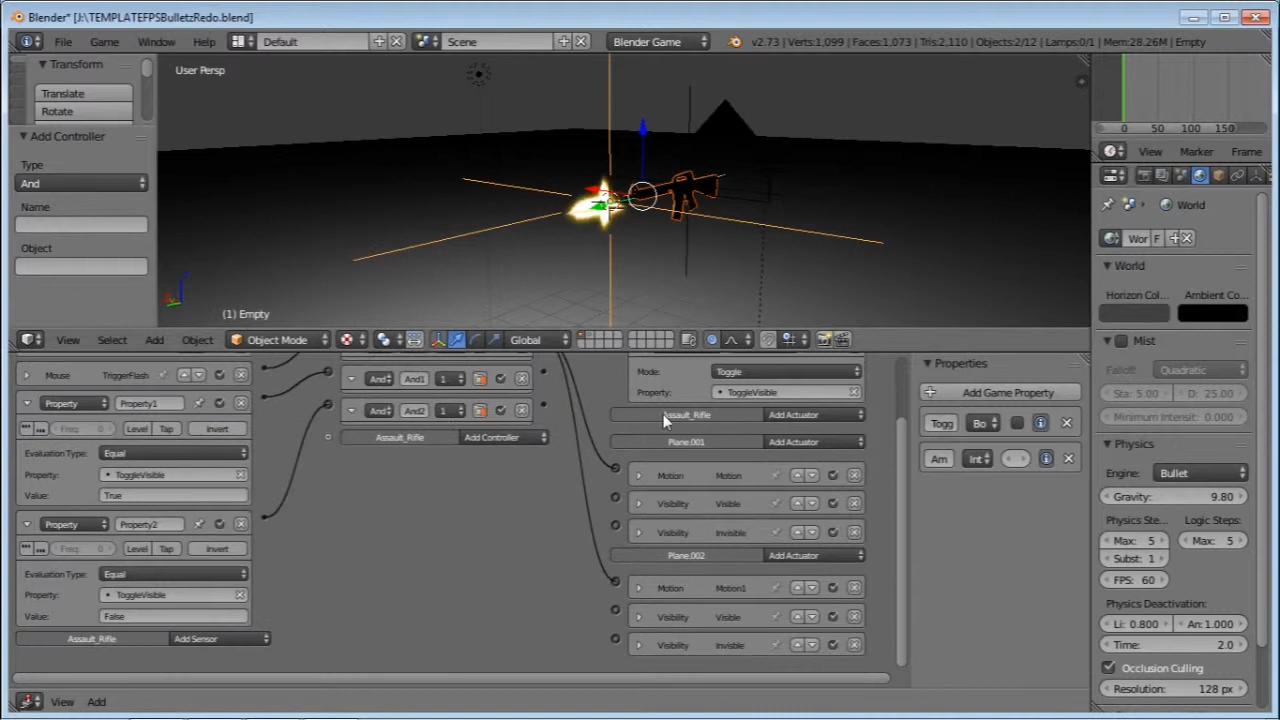 Blender* [J:\TEMPLATEFPSBulletzRedo.blend]
File Game Window Help Default Scene Blender Game v2.73 | Verts:1,099 | Faces:1,073 | Tris:2,110 | Objects:2/12 | Lamps:0/1 | Mem:28.26M | Empty
Transform
Translate
Rotate
Add Controller
Type
And
Name
Object
User Persp
(1) Empty
View Select Add Object Object Mode Global
Mouse TriggerFlash
Property Property1
Freq: 0 Level Tap Invert
Evaluation Type: Equal
Property: ToggleVisible
Value: True
Property Property2
Freq: 0 Level Tap Invert
Evaluation Type: Equal
Property: ToggleVisible
Value: False
Assault_Rifle Add Sensor
And And1 1
And And2 1
Assault_Rifle Add Controller
Mode: Toggle
Property: ToggleVisible
Assault_Rifle Add Actuator
Plane.001 Add Actuator
Motion Motion
Visibility Visible
Visibility Invisible
Plane.002 Add Actuator
Motion Motion1
Visibility Visible
Visibility Invisible
Properties
Add Game Property
Togg Bo
Am Int
View Add
0 50 100 150
View Marker Frame
World
Wor F
World
Horizon Col... Ambient Co...
Mist
Falloff: Quadratic
Sta: 5.00 D: 25.00
Minimum Intensit: 0.000
Physics
Engine: Bullet
Gravity: 9.80
Physics Ste... Logic Steps:
Max: 5 Max: 5
Subst: 1
FPS: 60
Physics Deactivation:
Li: 0.800 An: 1.000
Time: 2.0
Occlusion Culling
Resolution: 128 px